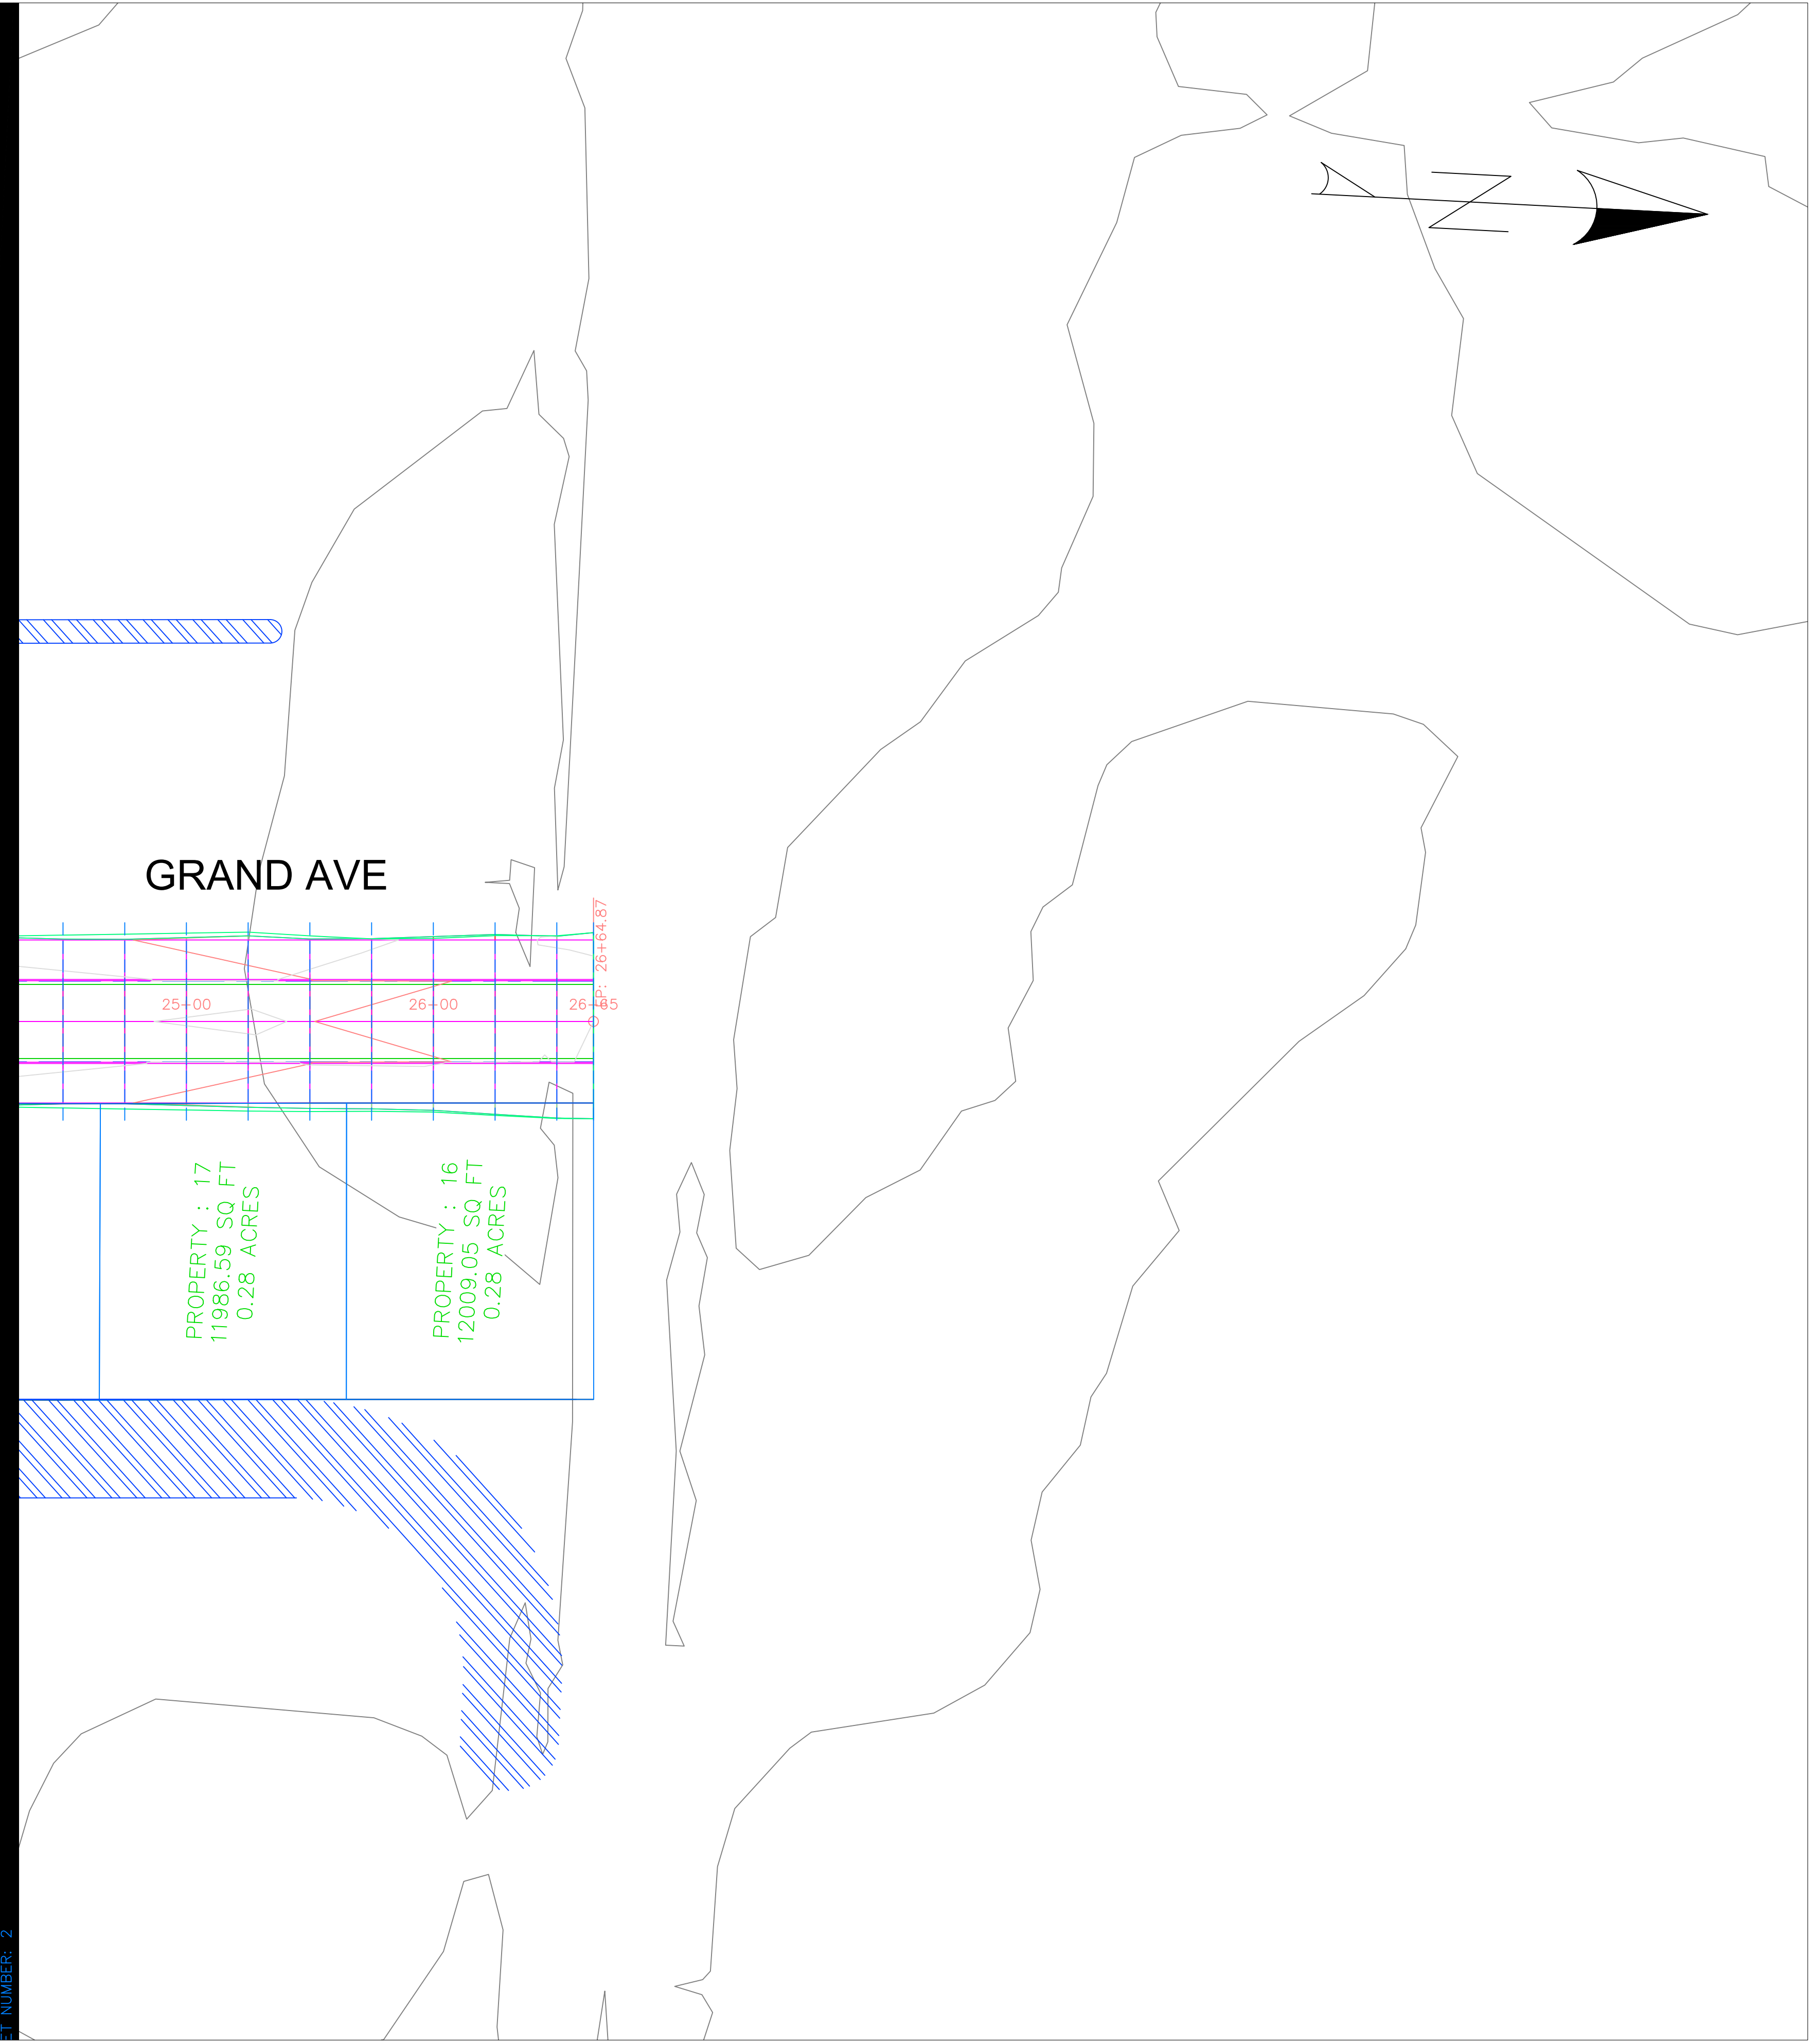 GRAND AVE
EP: 26+64.87
25+00
26+00
26+65
PROPERTY : 17
11986.59 SQ FT
0.28 ACRES
PROPERTY : 16
12009.05 SQ FT
0.28 ACRES
ET NUMBER: 2
N